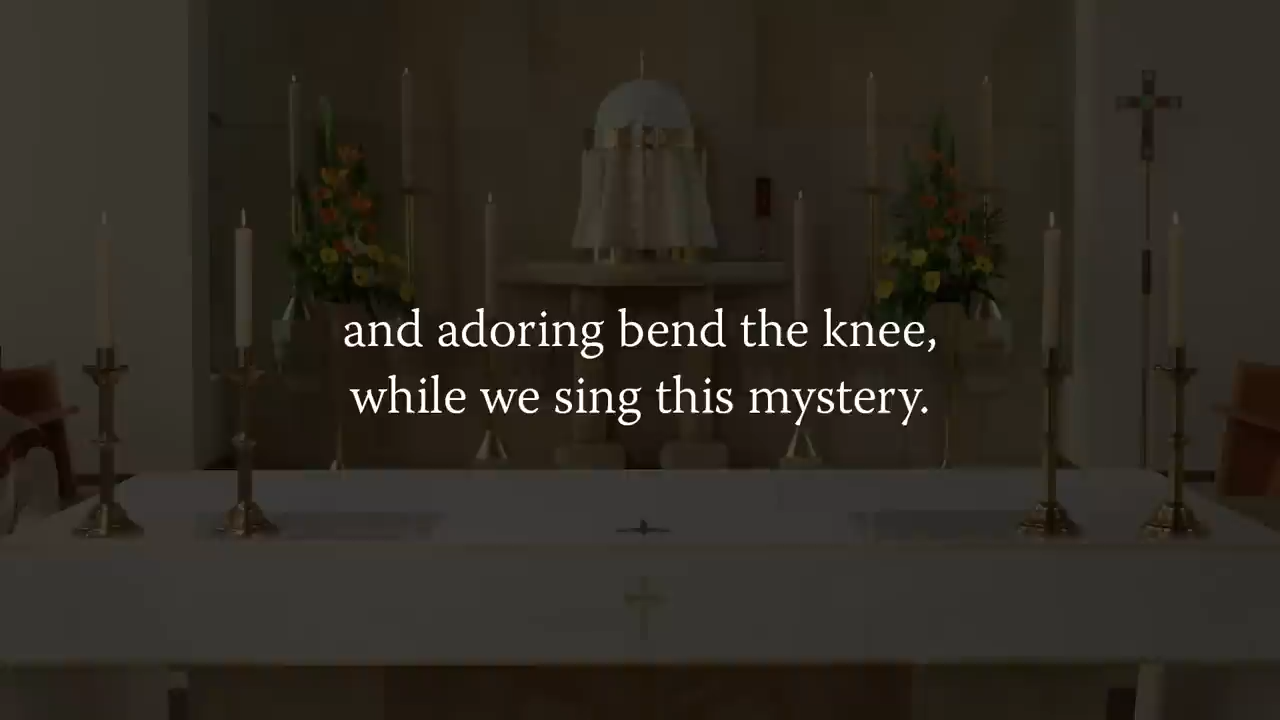 and adoring bend the knee,
while we sing this mystery.